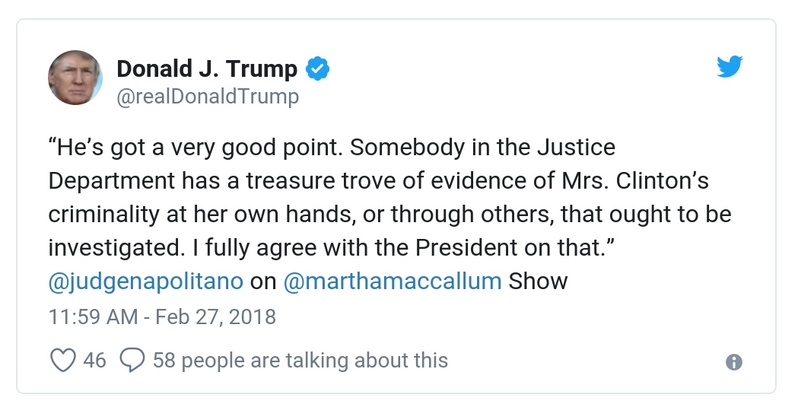 Donald J. Trump
@realDonaldTrump
“He’s got a very good point. Somebody in the Justice
Department has a treasure trove of evidence of Mrs. Clinton’s
criminality at her own hands, or through others, that ought to be
investigated. I fully agree with the President on that.”
@judgenapolitano on @marthamaccallum Show
11:59 AM - Feb 27, 2018
46 58 people are talking about this